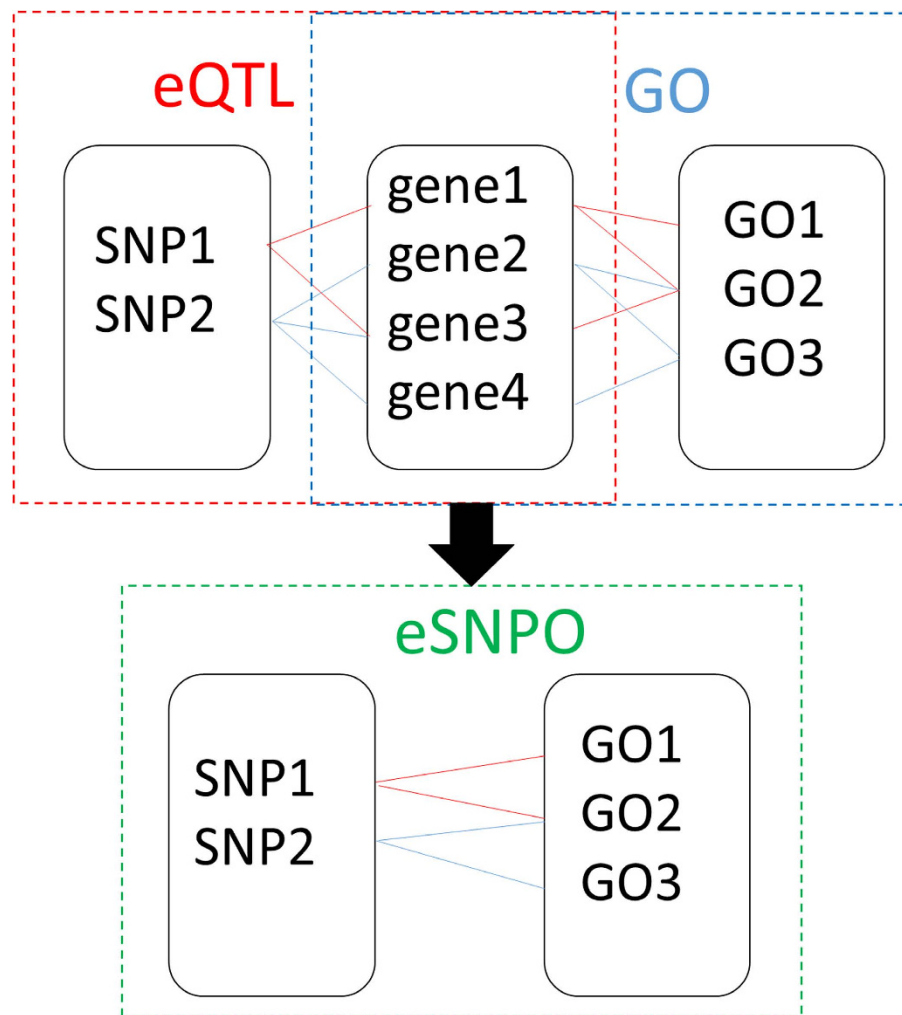 eQTL
GO
SNP1
SNP2
gene1
gene2
gene3
gene4
GO1
GO2
GO3
eSNPO
SNP1
SNP2
GO1
GO2
GO3